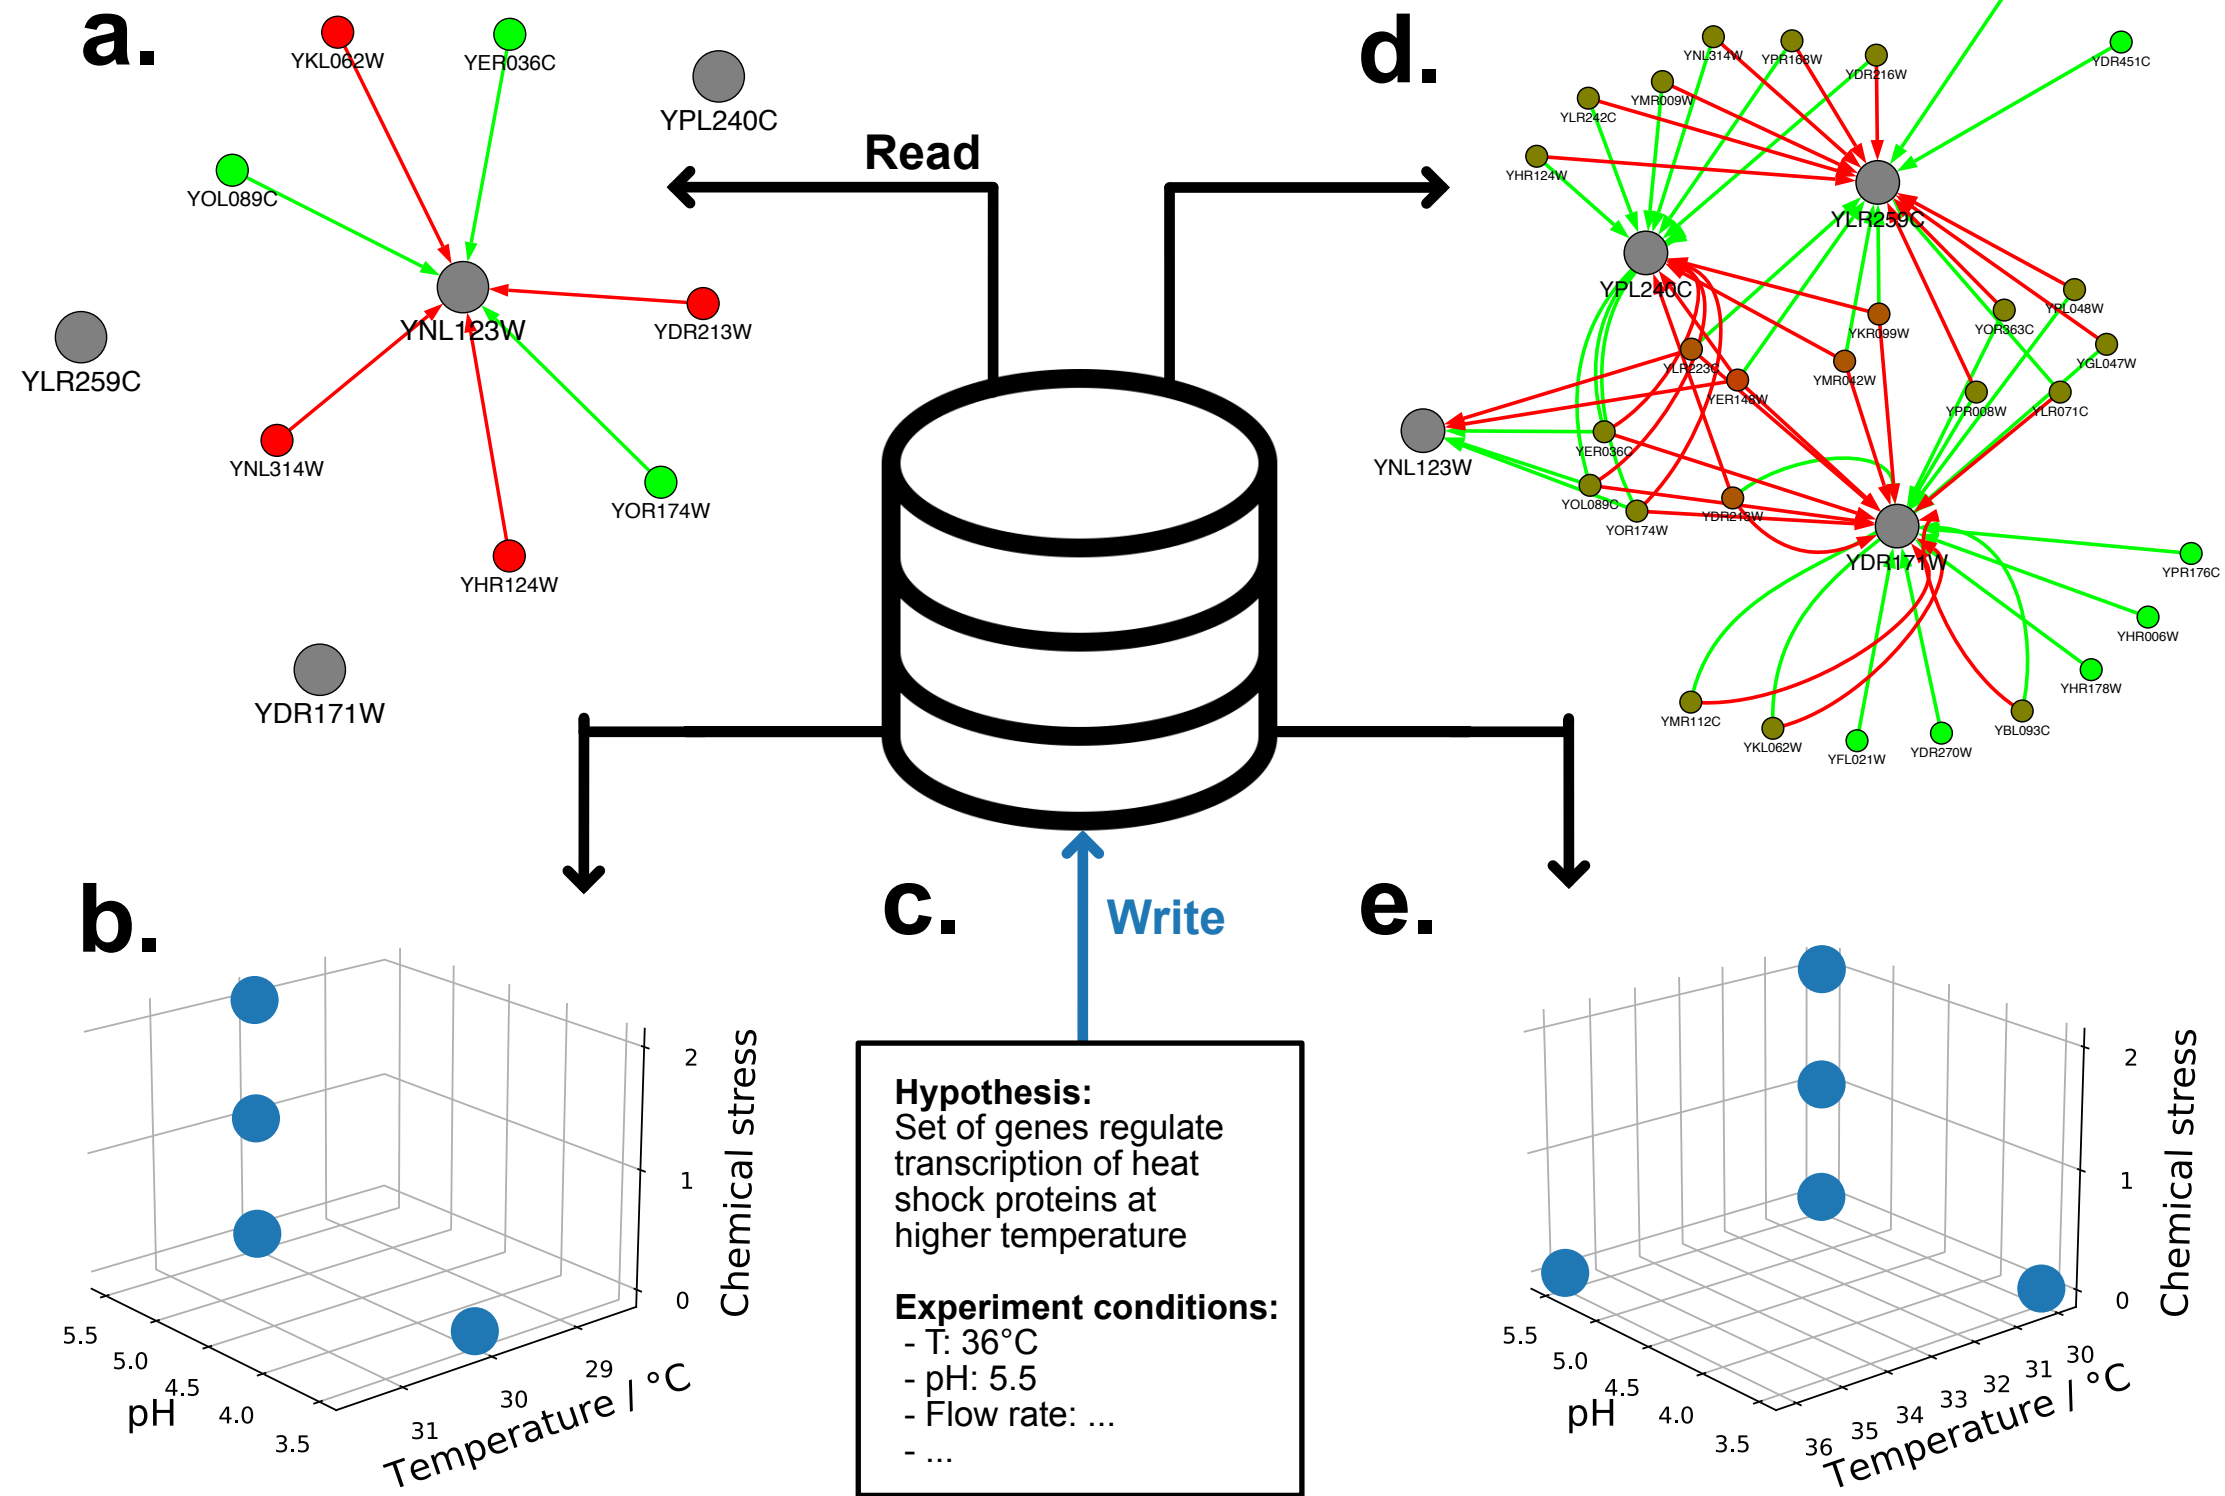 a.
YKL062W
YER036C
YPL240C
YOL089C
YNL123W
YDR213W
YLR259C
YNL314W
YOR174W
YHR124W
YDR171W
Read
d.
YNL314W
YPR168W
YDR216W
YDR451C
YMR009W
YLR242C
YHR124W
YLR259C
YPL240C
YPL048W
YOR363C
YKR099W
YGL047W
YLR223C
YMR042W
YER148W
YPR008W
YLR071C
YNL123W
YER036C
YOL089C
YOR174W
YDR213W
YDR171W
YPR176C
YHR006W
YHR178W
YMR112C
YKL062W
YFL021W
YDR270W
YBL093C
b.
2
1
0
Chemical stress
5.5
5.0
4.5
4.0
3.5
pH
31
30
29
Temperature / °C
c.
Write
Hypothesis:
Set of genes regulate
transcription of heat
shock proteins at
higher temperature
Experiment conditions:
- T: 36°C
- pH: 5.5
- Flow rate: ...
- ...
e.
2
1
0
Chemical stress
5.5
5.0
4.5
4.0
3.5
pH
36
35
34
33
32
31
30
Temperature / °C